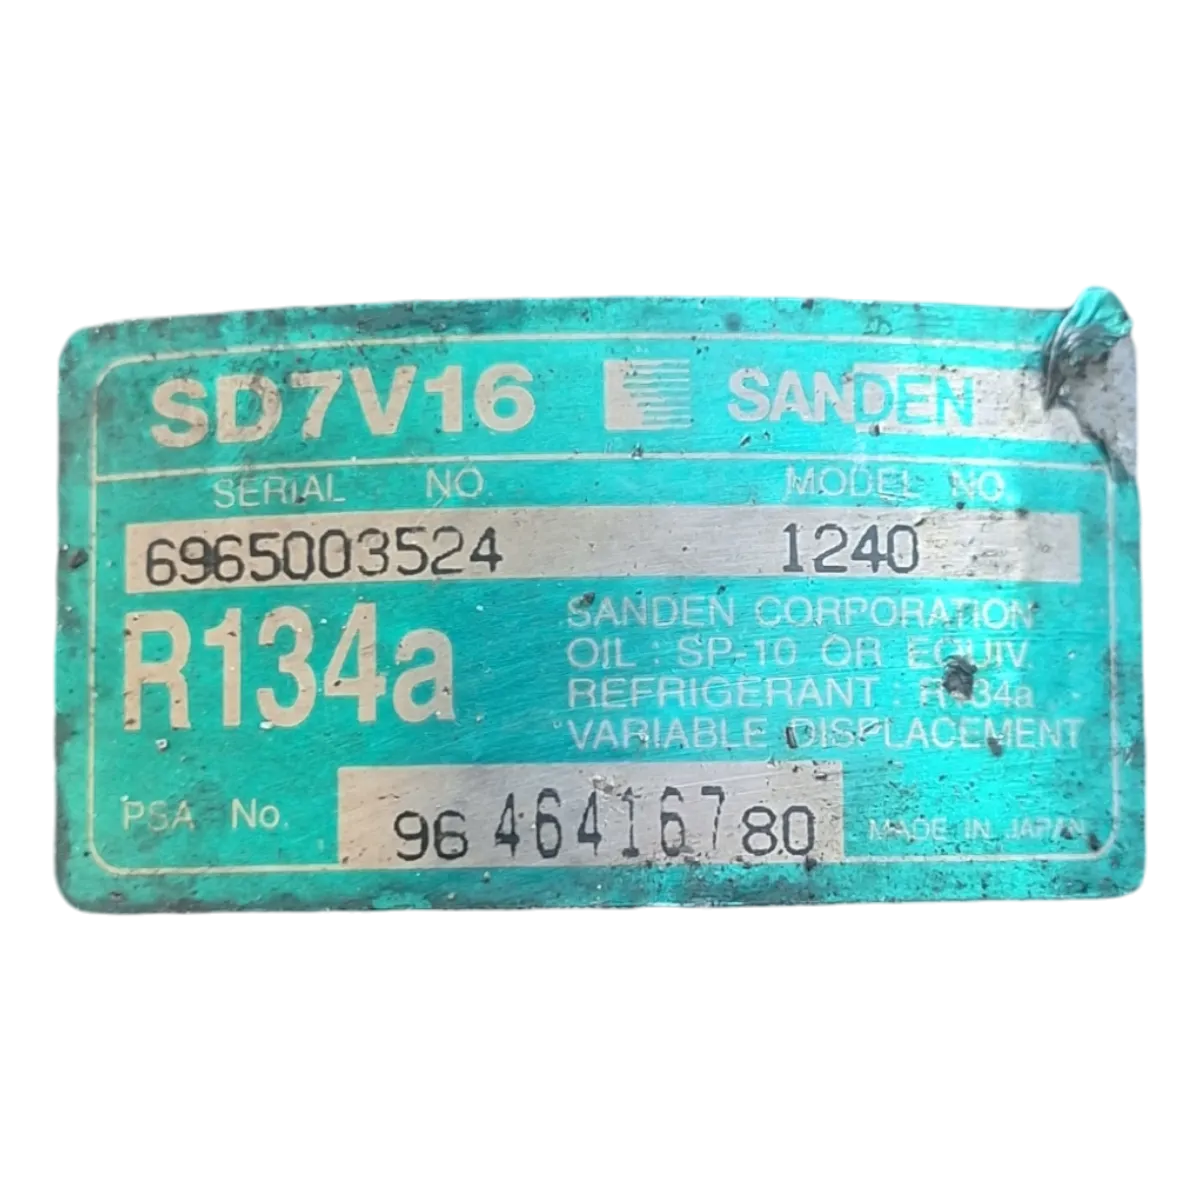 SD7V16 SANDEN
SERIAL NO. MODEL NO
6965003524 1240
R134a
SANDEN CORPORATION
OIL : SP-10 OR EQUIV.
REFRIGERANT : R134a
VARIABLE DISPLACEMENT
PSA No. 96 464167 80 MADE IN JAPAN